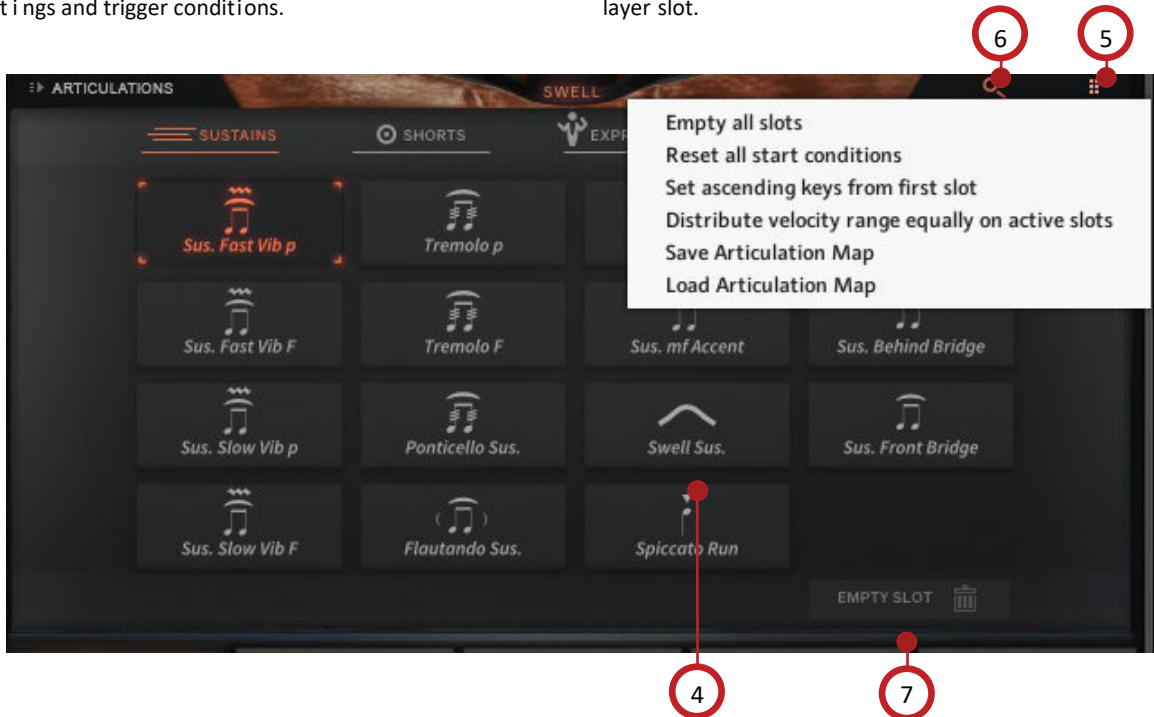 tings and trigger conditions.
layer slot.
6
5
ARTICULATIONS
SWELL
SUSTAINS
SHORTS
Empty all slots
Reset all start conditions
Set ascending keys from first slot
Distribute velocity range equally on active slots
Save Articulation Map
Load Articulation Map
Sus. Fast Vib p
Tremolo p
Sus. Fast Vib F
Tremolo F
Sus. mf Accent
Sus. Behind Bridge
Sus. Slow Vib p
Ponticello Sus.
Swell Sus.
Sus. Front Bridge
Sus. Slow Vib F
Flautando Sus.
Spiccato Run
EMPTY SLOT
4
7